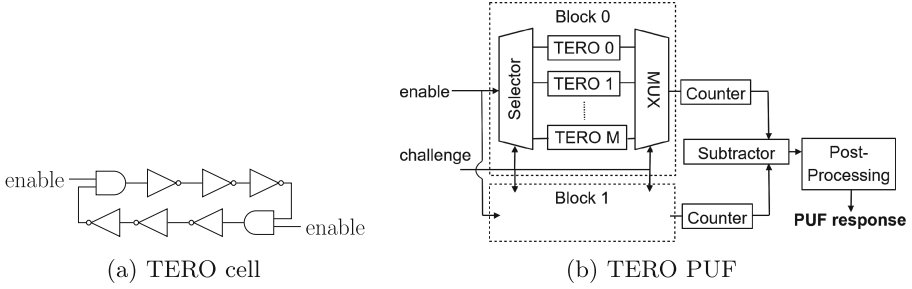 enable
enable
(a) TERO cell
Block 0
Selector
TERO 0
TERO 1
TERO M
MUX
enable
challenge
Counter
Subtractor
Post-
Processing
Block 1
Counter
PUF response
(b) TERO PUF